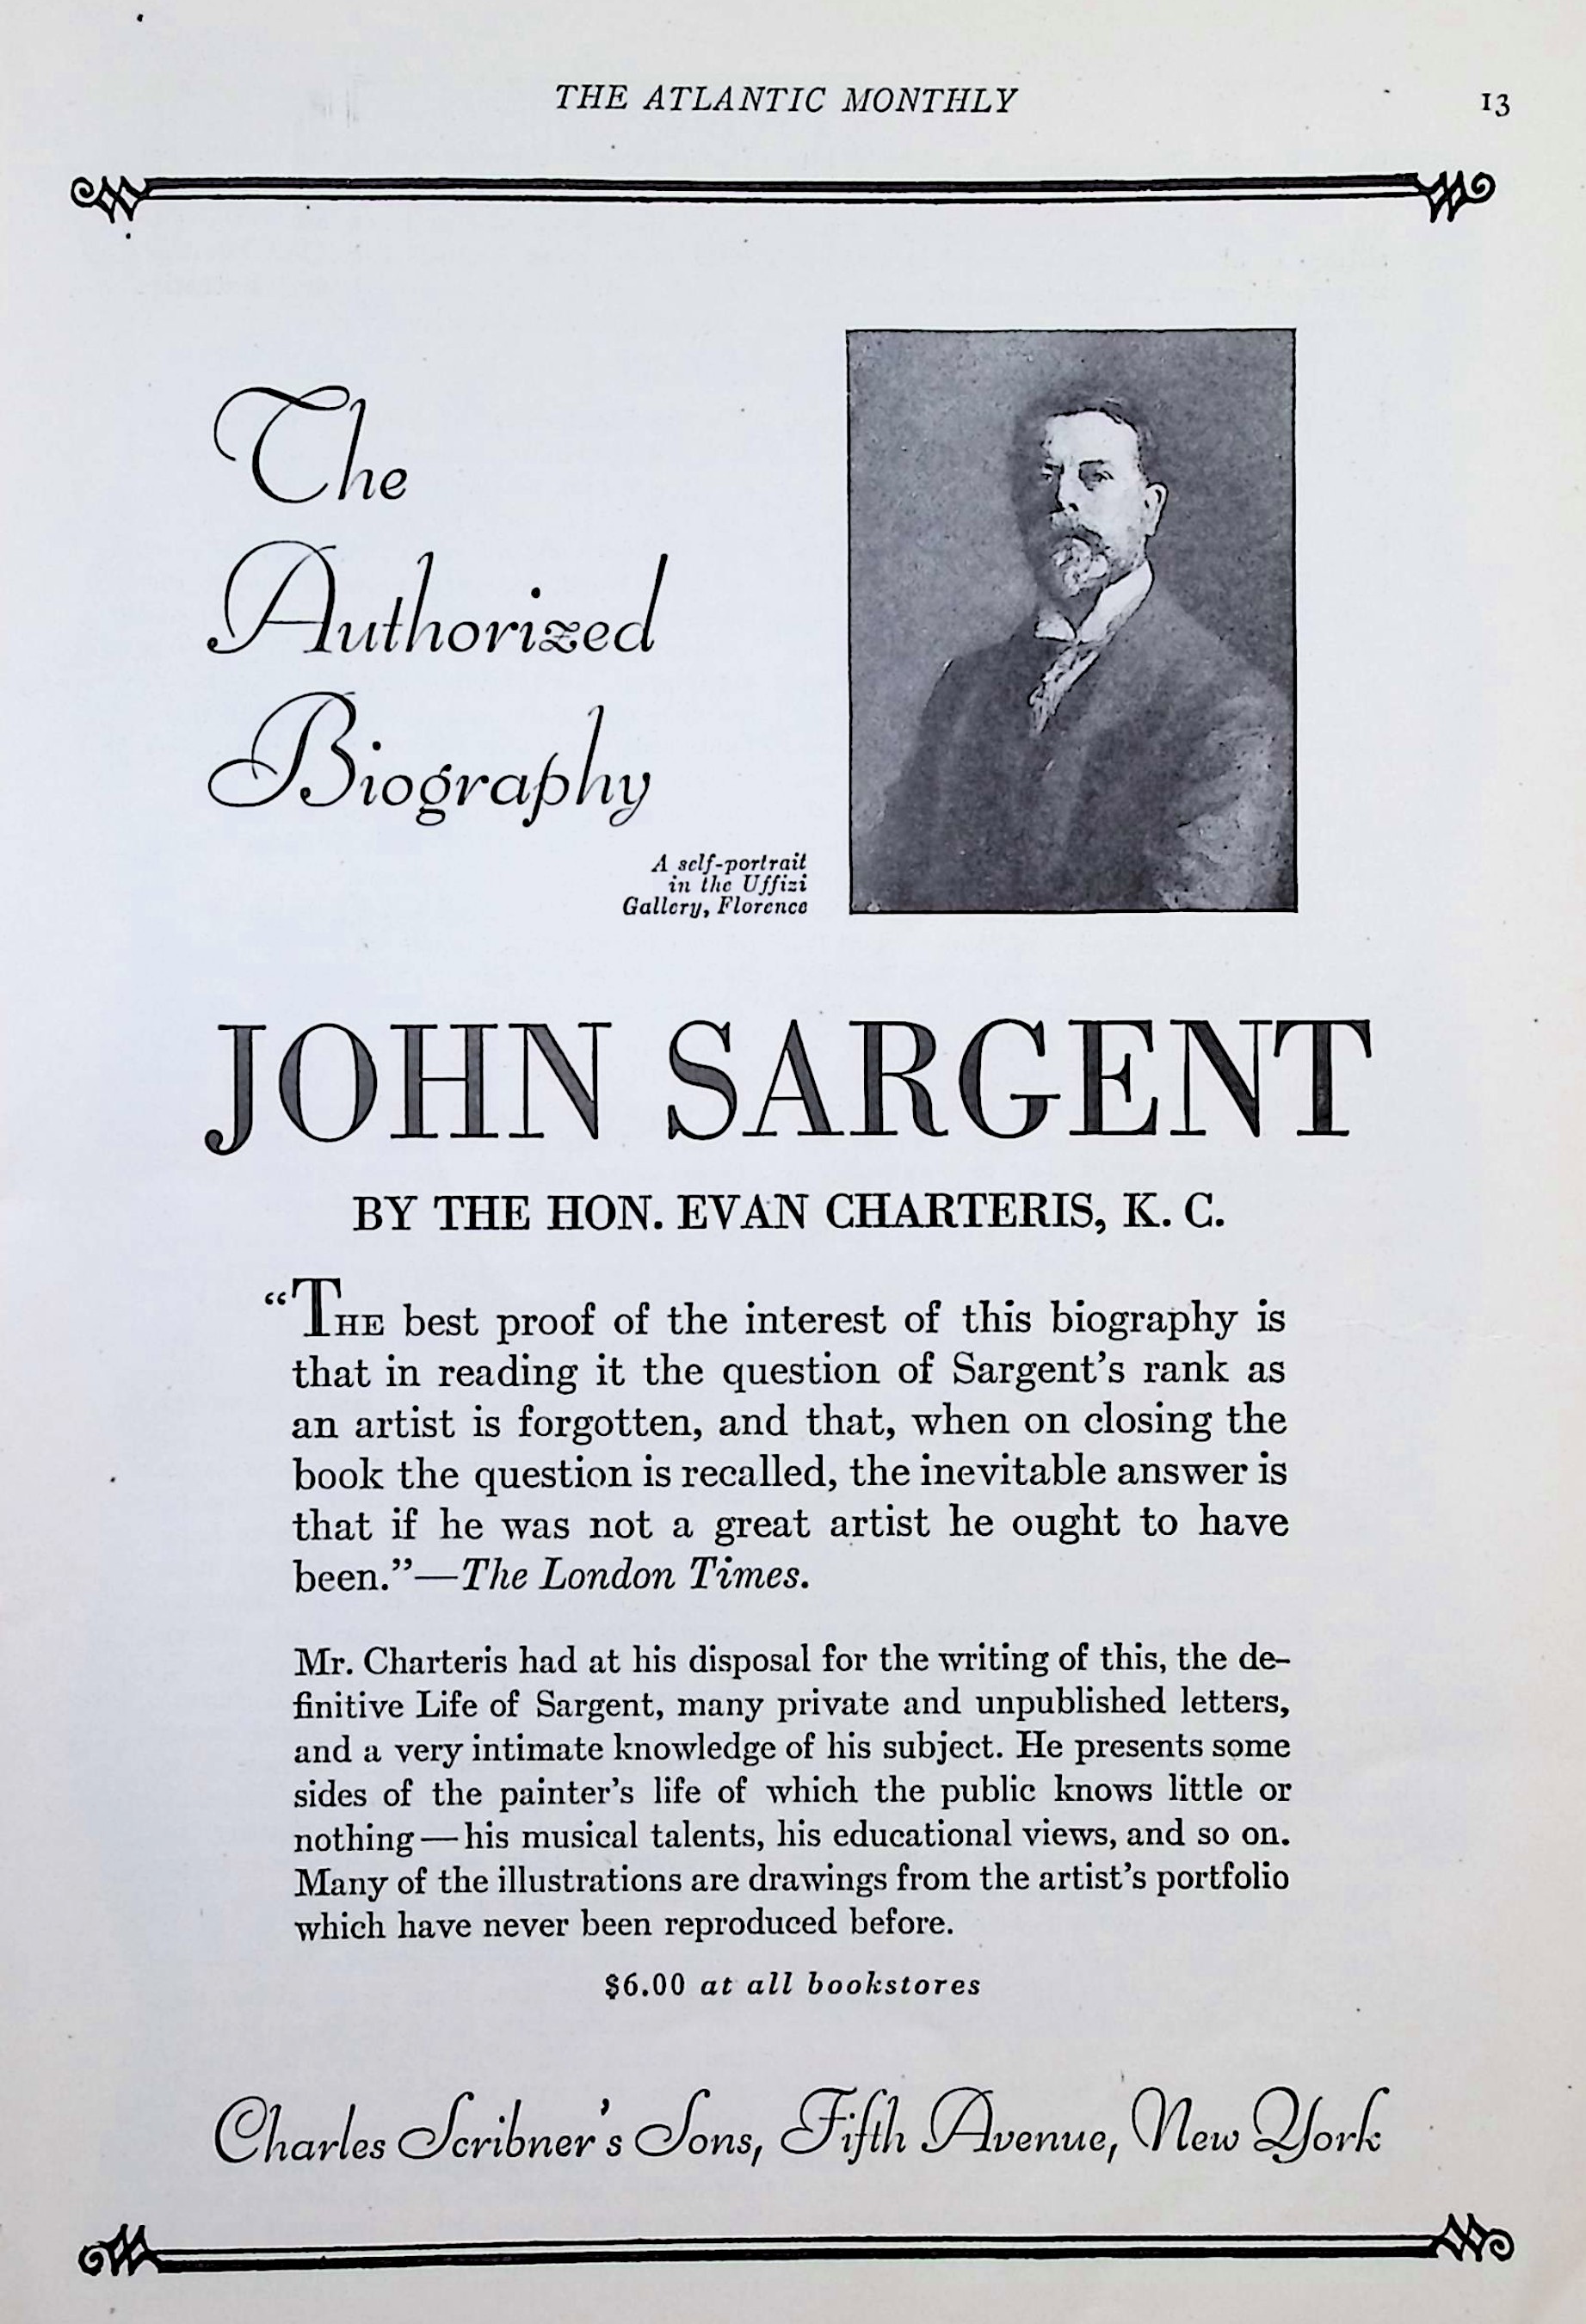 THE ATLANTIC MONTHLY 13
The
Authorized
Biography
A self-portrait
in the Uffizi
Gallery, Florence
JOHN SARGENT
BY THE HON. EVAN CHARTERIS, K. C.
“THE best proof of the interest of this biography is
that in reading it the question of Sargent’s rank as
an artist is forgotten, and that, when on closing the
book the question is recalled, the inevitable answer is
that if he was not a great artist he ought to have
been.”—The London Times.
Mr. Charteris had at his disposal for the writing of this, the de-
finitive Life of Sargent, many private and unpublished letters,
and a very intimate knowledge of his subject. He presents some
sides of the painter’s life of which the public knows little or
nothing—his musical talents, his educational views, and so on.
Many of the illustrations are drawings from the artist’s portfolio
which have never been reproduced before.
$6.00 at all bookstores
Charles Scribner’s Sons, Fifth Avenue, New York